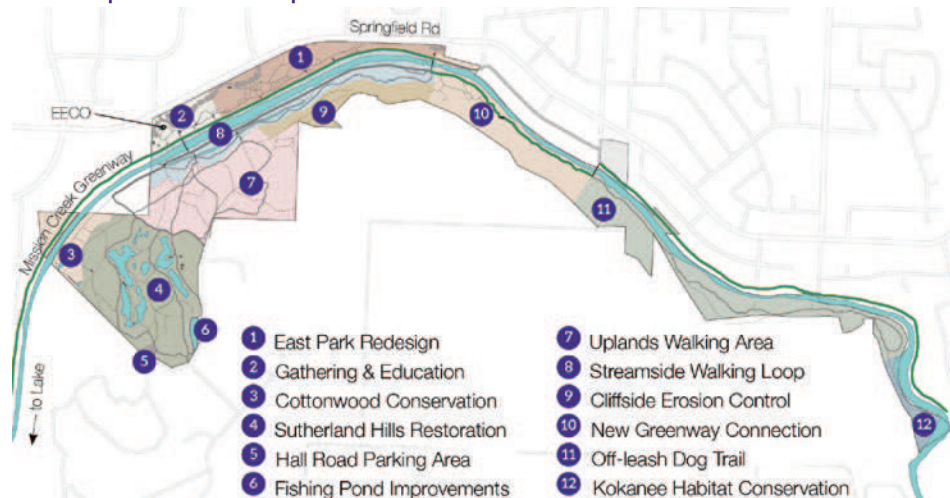 Springfield Rd
1
EECO
2
9
10
8
Mission Creek Greenway
7
11
3
4
6
5
12
to Lake
1 East Park Redesign
2 Gathering & Education
3 Cottonwood Conservation
4 Sutherland Hills Restoration
5 Hall Road Parking Area
6 Fishing Pond Improvements
7 Uplands Walking Area
8 Streamside Walking Loop
9 Cliffside Erosion Control
10 New Greenway Connection
11 Off-leash Dog Trail
12 Kokanee Habitat Conservation